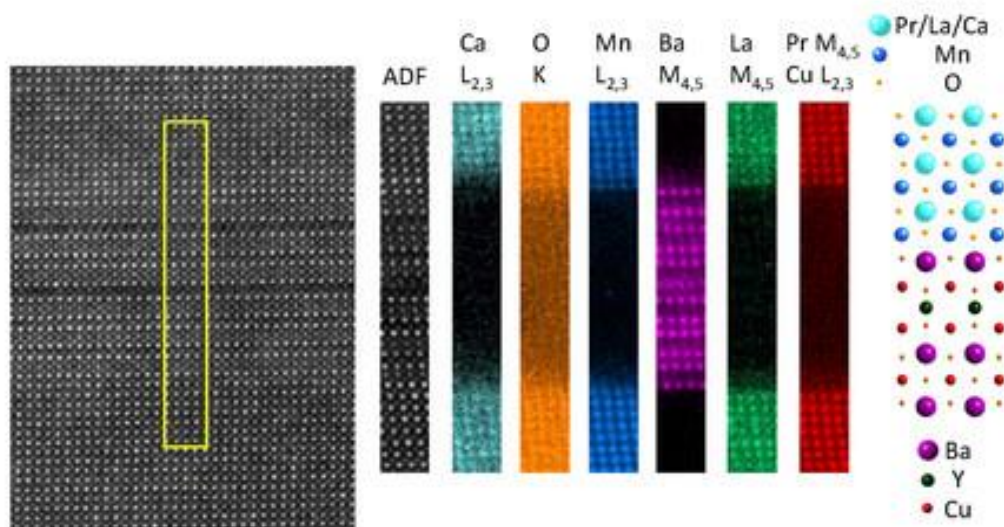 ADF
Ca
L2,3
O
K
Mn
L2,3
Ba
M4,5
La
M4,5
Pr M4,5
Cu L2,3
Pr/La/Ca
Mn
O
Ba
Y
Cu